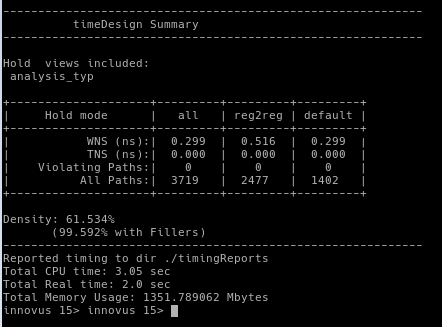 ------------------------------------------------------------
         timeDesign Summary
------------------------------------------------------------

Hold  views included:
 analysis_typ

+--------------------+---------+---------+---------+
|     Hold mode      |   all   | reg2reg | default |
+--------------------+---------+---------+---------+
|           WNS (ns):|  0.299  |  0.516  |  0.299  |
|           TNS (ns):|  0.000  |  0.000  |  0.000  |
|    Violating Paths:|    0    |    0    |    0    |
|          All Paths:|  3719   |  2477   |  1402   |
+--------------------+---------+---------+---------+

Density: 61.534%
       (99.592% with Fillers)
------------------------------------------------------------
Reported timing to dir ./timingReports
Total CPU time: 3.05 sec
Total Real time: 2.0 sec
Total Memory Usage: 1351.789062 Mbytes
innovus 15> innovus 15>